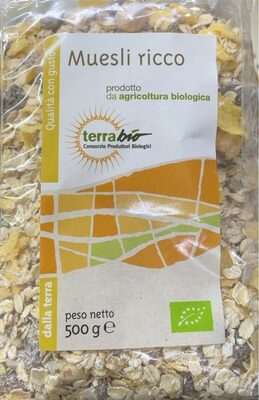 Qualità con gusto
Muesli ricco
prodotto
da agricoltura biologica
terrabio
Consorzio Produttori Biologici
dalla terra
peso netto
500 g ℮